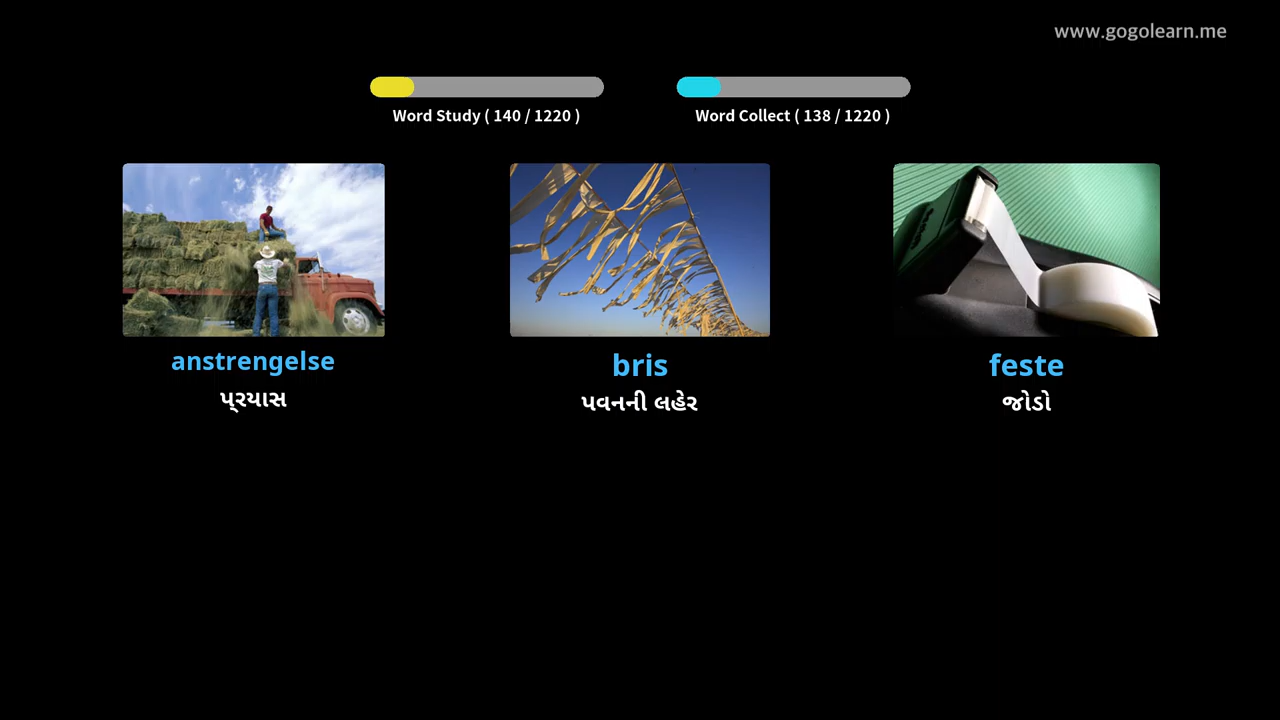 www.gogolearn.me
Word Study ( 140 / 1220 )
Word Collect ( 138 / 1220 )
anstrengelse
પ્રયાસ
bris
પવનની લહેર
feste
જોડો